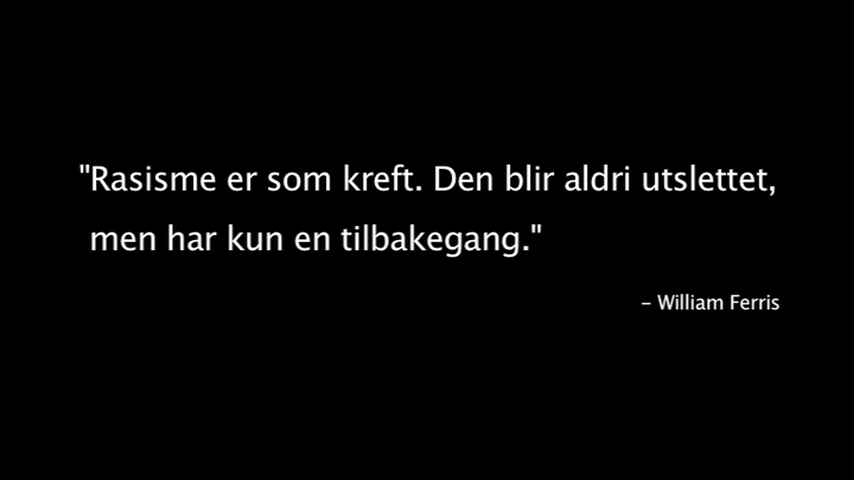 "Rasisme er som kreft. Den blir aldri utslettet,
men har kun en tilbakegang."
– William Ferris